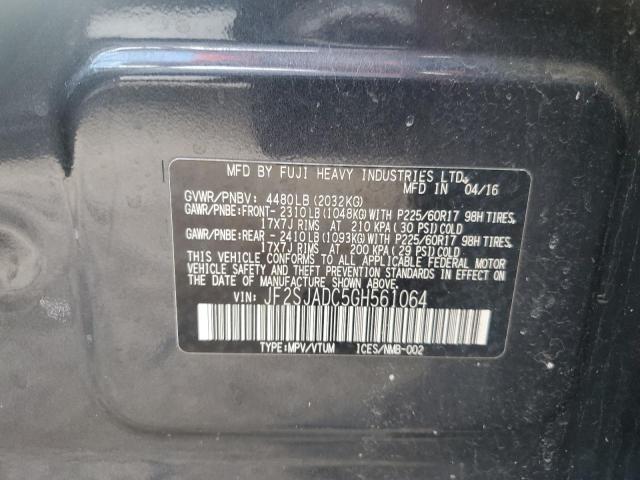 MFD BY FUJI HEAVY INDUSTRIES LTD.
MFD IN 04/16
GVWR/PNBV: 4480LB(2032KG)
GAWR/PNBE:FRONT-2310LB(1048KG)WITH P225/60R17 98H TIRES,
17X7J RIMS AT 210 KPA(30 PSI)COLD
GAWR/PNBE:REAR -2410LB(1093KG)WITH P225/60R17 98H TIRES,
17X7J RIMS AT 200 KPA(29 PSI)COLD
THIS VEHICLE CONFORMS TO ALL APPLICABLE FEDERAL MOTOR
VEHICLE SAFETY AND THEFT PREVENTION STANDARDS IN EFFECT
ON THE DATE OF MANUFACTURE SHOWN ABOVE.
VIN: JF2SJADC5GH561064
TYPE:MPV/VTUM ICES/NMB-002